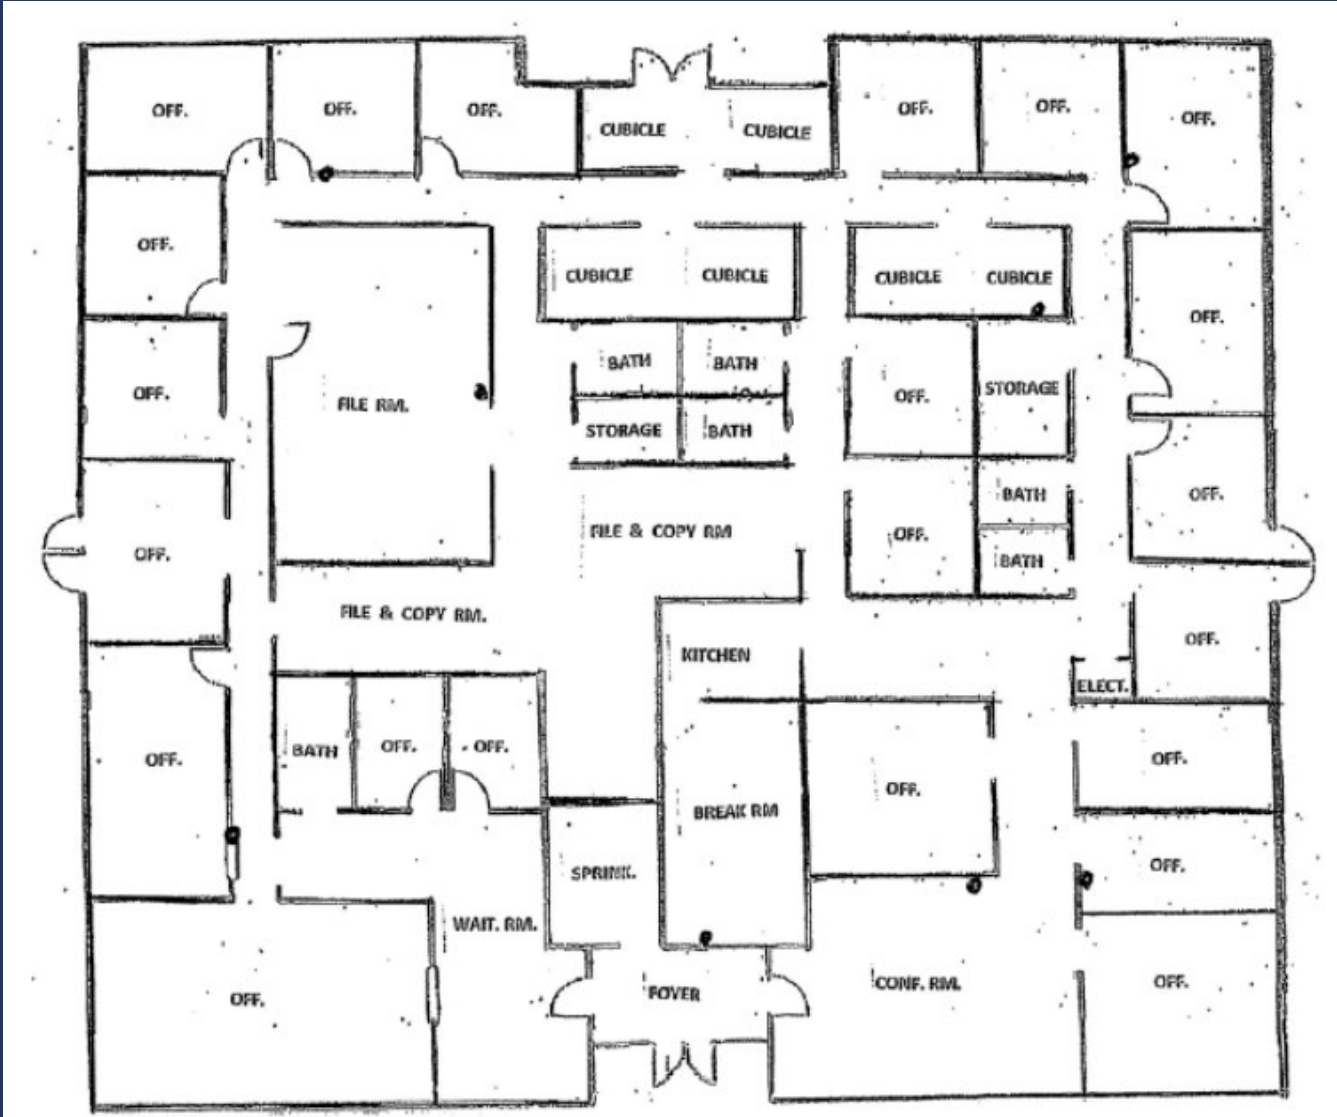 OFF.
OFF.
OFF.
CUBICLE
CUBICLE
OFF.
OFF.
OFF.
OFF.
CUBICLE
CUBICLE
CUBICLE
CUBICLE
OFF.
OFF.
FILE RM.
BATH
BATH
OFF.
STORAGE
STORAGE
BATH
OFF.
FILE & COPY RM
OFF.
BATH
BATH
OFF.
FILE & COPY RM.
KITCHEN
OFF.
ELECT.
OFF.
BATH
OFF.
OFF.
BREAK RM
OFF.
OFF.
SPRINK.
OFF.
WAIT. RM.
OFF.
FOYER
CONF. RM.
OFF.